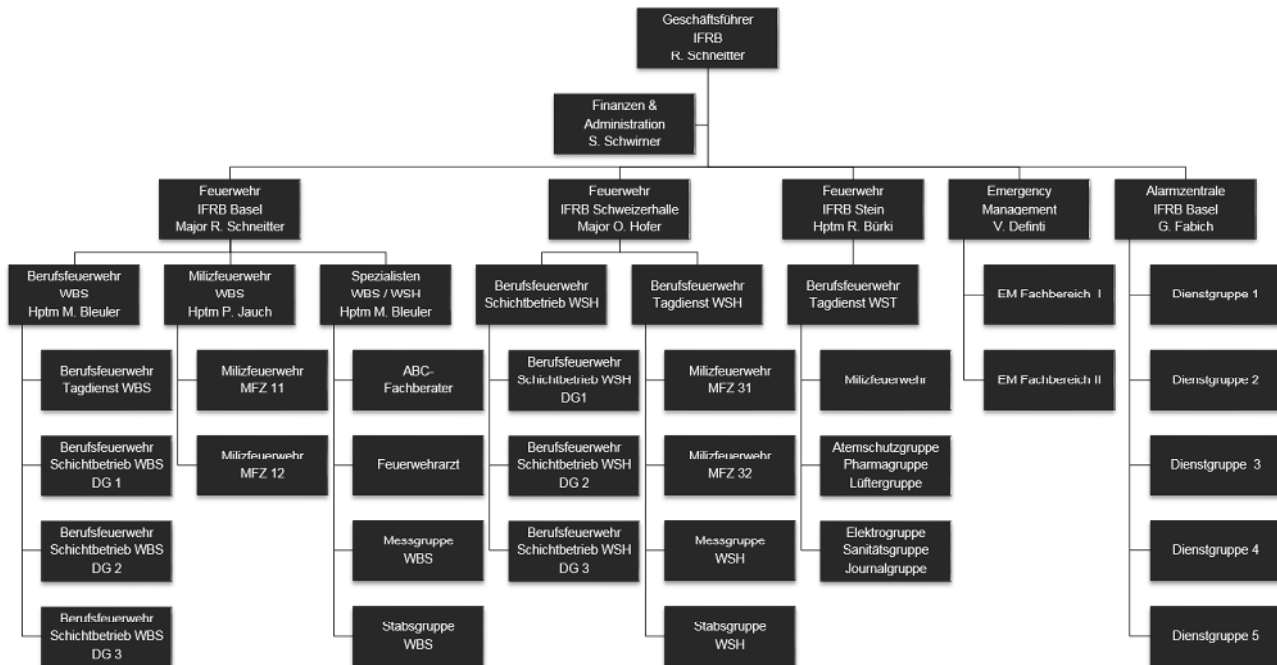 Geschäftsführer
IFRB
R. Schneitter
Finanzen &
Administration
S. Schwirner
Feuerwehr
IFRB Basel
Major R. Schneitter
Feuerwehr
IFRB Schweizerhalle
Major O. Hofer
Feuerwehr
IFRB Stein
Hptm R. Bürki
Emergency
Management
V. Definti
Alarmzentrale
IFRB Basel
G. Fabich
Berufsfeuerwehr
WBS
Hptm M. Bleuler
Milizfeuerwehr
WBS
Hptm P. Jauch
Spezialisten
WBS / WSH
Hptm M. Bleuler
Berufsfeuerwehr
Schichtbetrieb WSH
Berufsfeuerwehr
Tagdienst WSH
Berufsfeuerwehr
Tagdienst WST
EM Fachbereich I
Dienstgruppe 1
Berufsfeuerwehr
Tagdienst WBS
Milizfeuerwehr
MFZ 11
ABC-
Fachberater
Berufsfeuerwehr
Schichtbetrieb WSH
DG1
Milizfeuerwehr
MFZ 31
Milizfeuerwehr
EM Fachbereich II
Dienstgruppe 2
Berufsfeuerwehr
Schichtbetrieb WBS
DG 1
Milizfeuerwehr
MFZ 12
Feuerwehrarzt
Berufsfeuerwehr
Schichtbetrieb WSH
DG 2
Milizfeuerwehr
MFZ 32
Atemschutzgruppe
Pharmagruppe
Lüftergruppe
Dienstgruppe 3
Berufsfeuerwehr
Schichtbetrieb WBS
DG 2
Messgruppe
WBS
Berufsfeuerwehr
Schichtbetrieb WSH
DG 3
Messgruppe
WSH
Elektrogruppe
Sanitätsgruppe
Journalgruppe
Dienstgruppe 4
Berufsfeuerwehr
Schichtbetrieb WBS
DG 3
Stabsgruppe
WBS
Stabsgruppe
WSH
Dienstgruppe 5